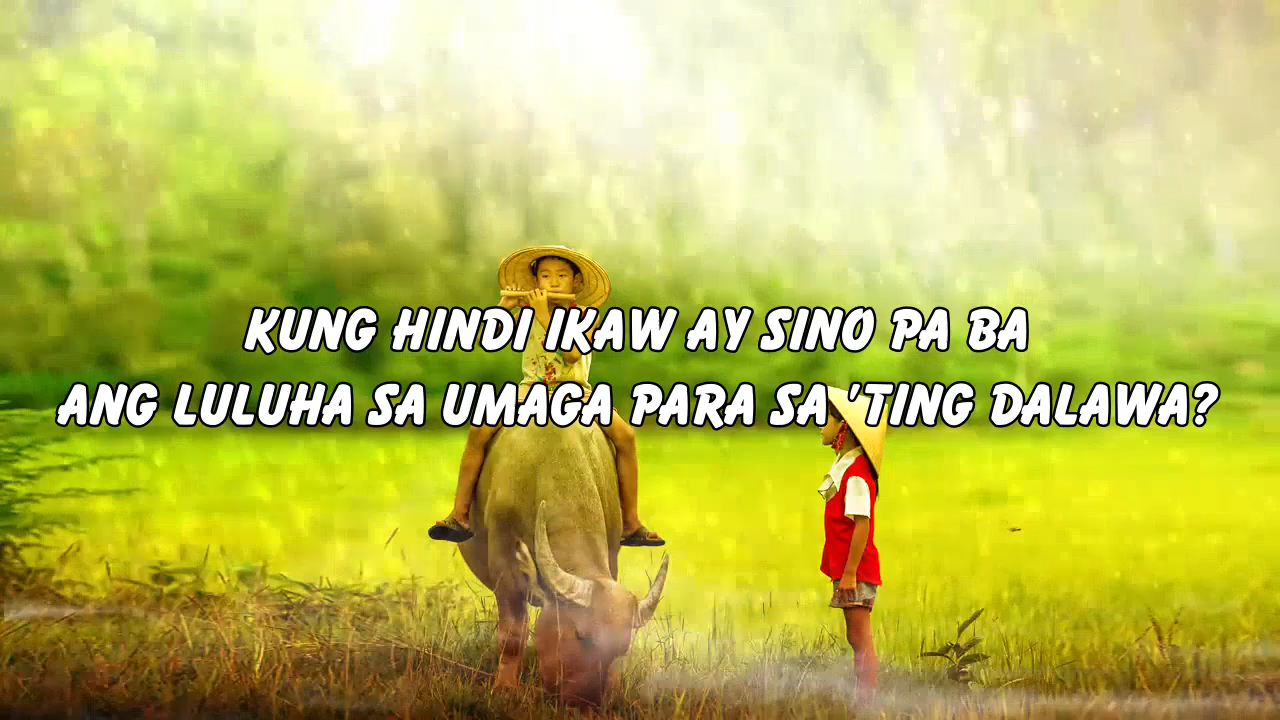 KUNG HINDI IKAW AY SINO PA BA
ANG LULUHA SA UMAGA PARA SA 'TING DALAWA?